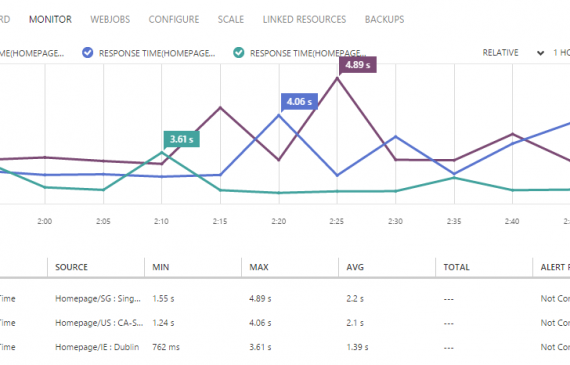 RD MONITOR WEBJOBS CONFIGURE SCALE LINKED RESOURCES BACKUPS
TIME(HOMEPAGE... RESPONSE TIME(HOMEPAGE... RESPONSE TIME(HOMEPAGE... RELATIVE 1 HO
4.89 s
4.06 s
3.61 s
2:00 2:05 2:10 2:15 2:20 2:25 2:30 2:35 2:40 2
SOURCE MIN MAX AVG TOTAL ALERT R
Time Homepage/SG : Sing... 1.55 s 4.89 s 2.2 s --- Not Con
Time Homepage/US : CA-S... 1.24 s 4.06 s 2.1 s --- Not Con
Time Homepage/IE : Dublin 762 ms 3.61 s 1.39 s --- Not Con